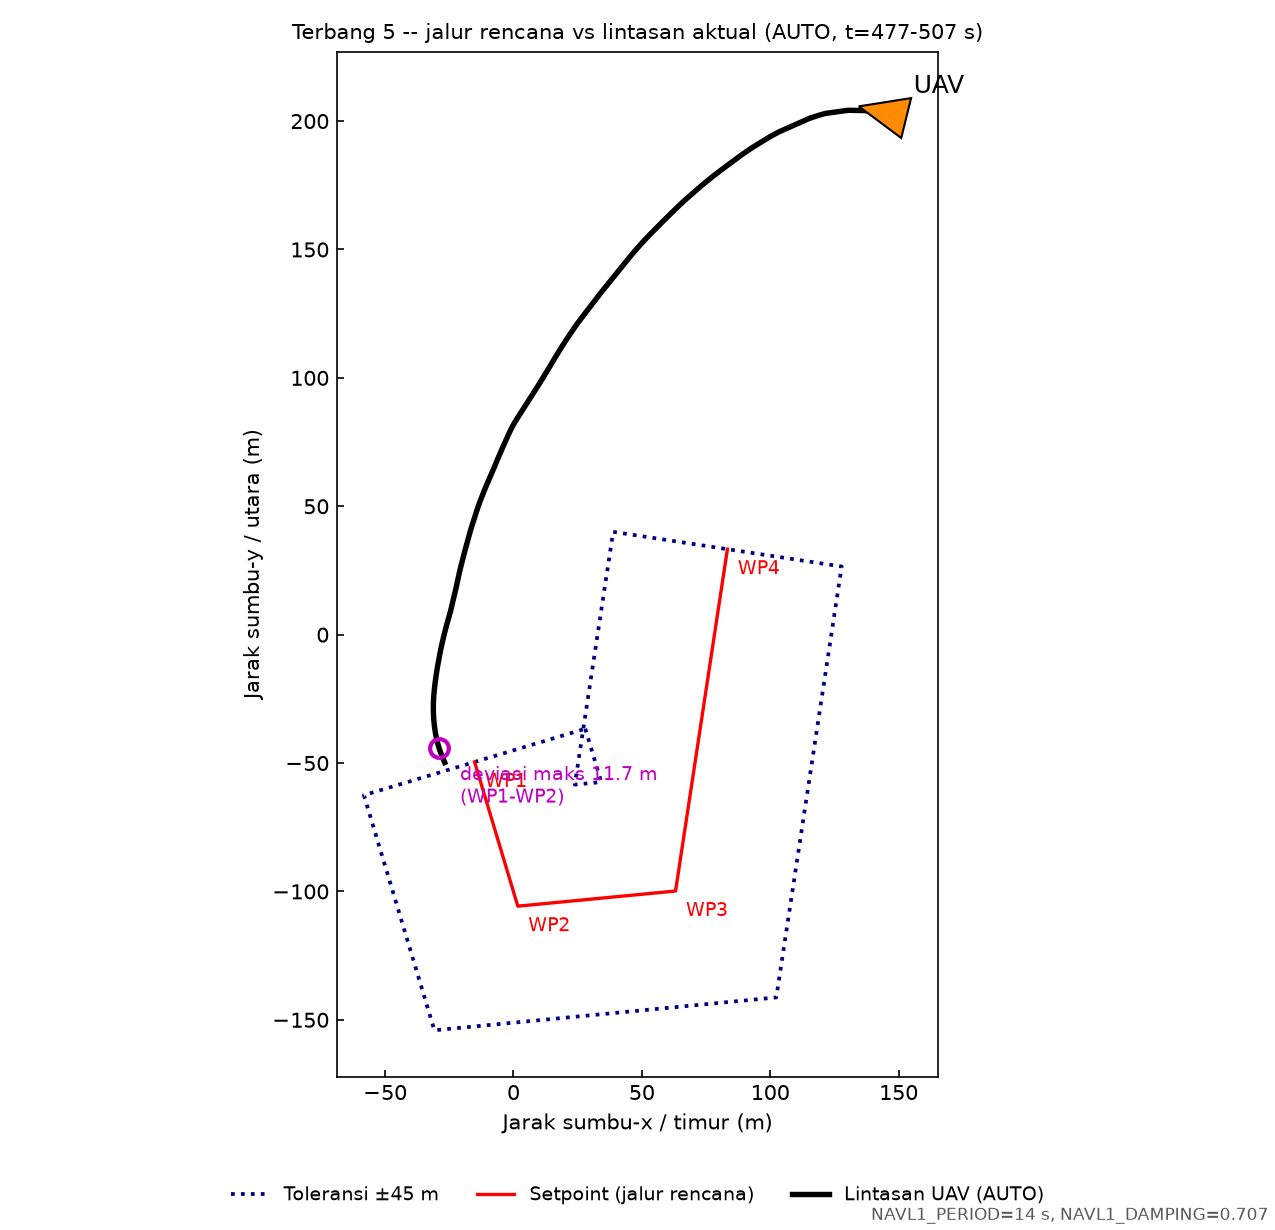 Terbang 5 -- jalur rencana vs lintasan aktual (AUTO, t=477-507 s)
UAV
200
150
100
50
0
−50
−100
−150
Jarak sumbu-y / utara (m)
WP4
deviasi maks 11.7 m
(WP1-WP2)
WP1
WP3
WP2
−50
0
50
100
150
Jarak sumbu-x / timur (m)
Toleransi ±45 m
Setpoint (jalur rencana)
Lintasan UAV (AUTO)
NAVL1_PERIOD=14 s, NAVL1_DAMPING=0.707